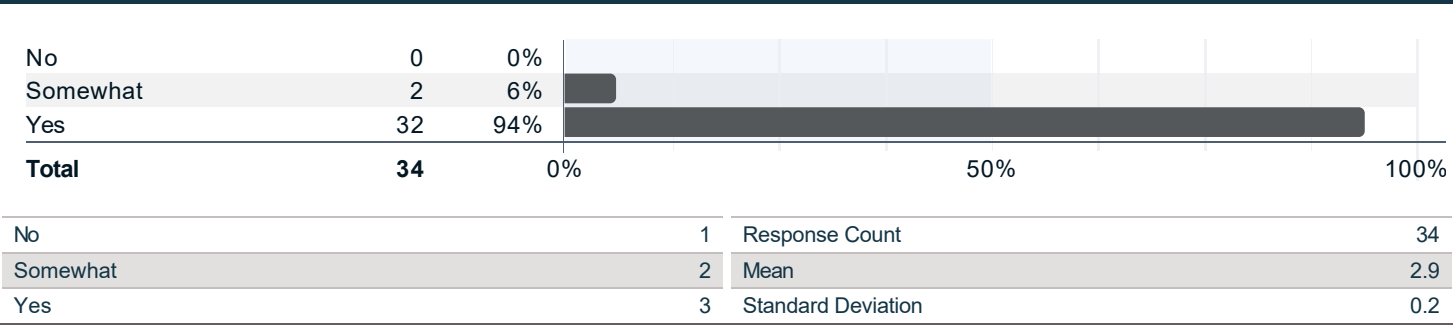 No 0 0%
Somewhat 2 6%
Yes 32 94%
Total 34 0% 50% 100%
No 1 Response Count 34
Somewhat 2 Mean 2.9
Yes 3 Standard Deviation 0.2